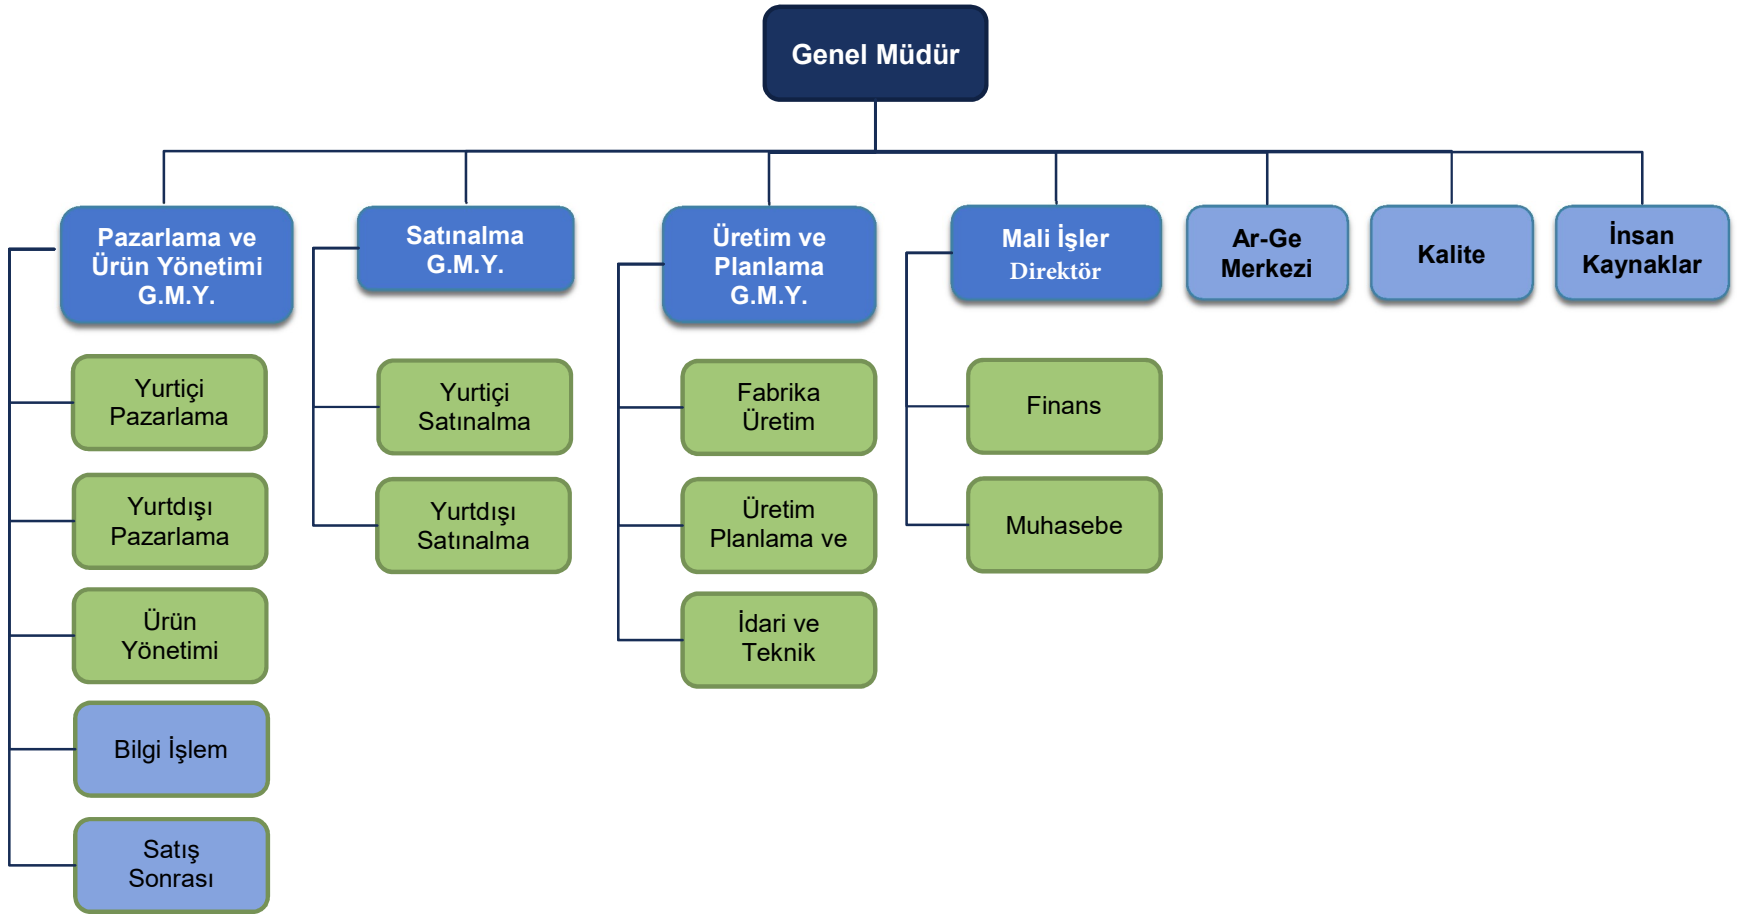 Genel Müdür
Pazarlama ve
Ürün Yönetimi
G.M.Y.
Satınalma
G.M.Y.
Üretim ve
Planlama
G.M.Y.
Mali İşler
Direktör
Ar-Ge
Merkezi
Kalite
İnsan
Kaynaklar
Yurtiçi
Pazarlama
Yurtdışı
Pazarlama
Ürün
Yönetimi
Bilgi İşlem
Satış
Sonrası
Yurtiçi
Satınalma
Yurtdışı
Satınalma
Fabrika
Üretim
Üretim
Planlama ve
İdari ve
Teknik
Finans
Muhasebe